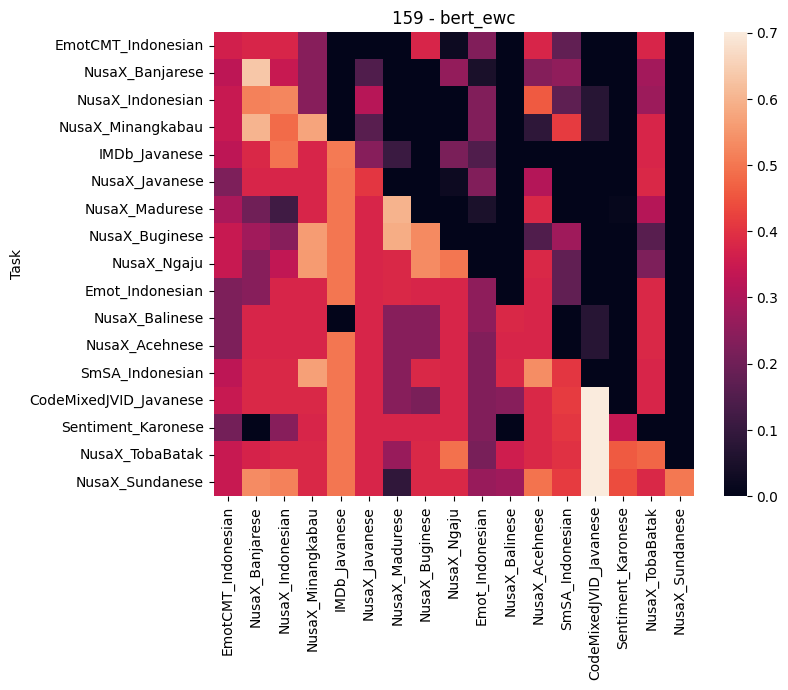 159 - bert_ewc
Task
EmotCMT_Indonesian
NusaX_Banjarese
NusaX_Indonesian
NusaX_Minangkabau
IMDb_Javanese
NusaX_Javanese
NusaX_Madurese
NusaX_Buginese
NusaX_Ngaju
Emot_Indonesian
NusaX_Balinese
NusaX_Acehnese
SmSA_Indonesian
CodeMixedJVID_Javanese
Sentiment_Karonese
NusaX_TobaBatak
NusaX_Sundanese
EmotCMT_Indonesian
NusaX_Banjarese
NusaX_Indonesian
NusaX_Minangkabau
IMDb_Javanese
NusaX_Javanese
NusaX_Madurese
NusaX_Buginese
NusaX_Ngaju
Emot_Indonesian
NusaX_Balinese
NusaX_Acehnese
SmSA_Indonesian
CodeMixedJVID_Javanese
Sentiment_Karonese
NusaX_TobaBatak
NusaX_Sundanese
0.7
0.6
0.5
0.4
0.3
0.2
0.1
0.0